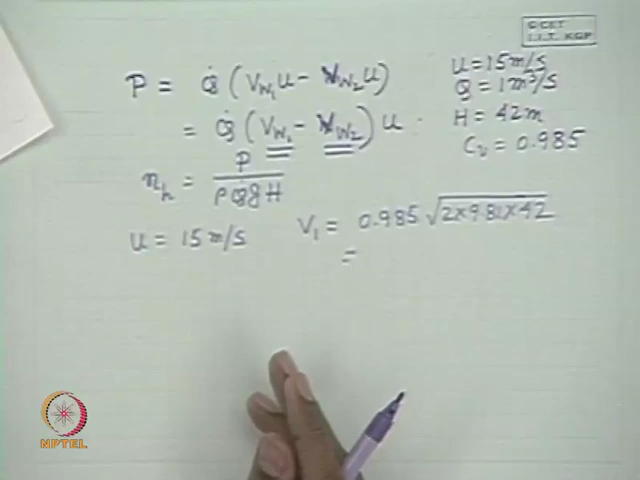 © CET
I.I.T. KGP
P = Q̇ (V_W₁ U − V_W₂ U)
= Q̇ (V_W₁ − V_W₂) U
η_h = P / ρQgH
U = 15 m/s
U = 15 m/s
Q = 1 m³/s
H = 42 m
C_v = 0.985
V₁ = 0.985 √2×9.81×42
=
NPTEL